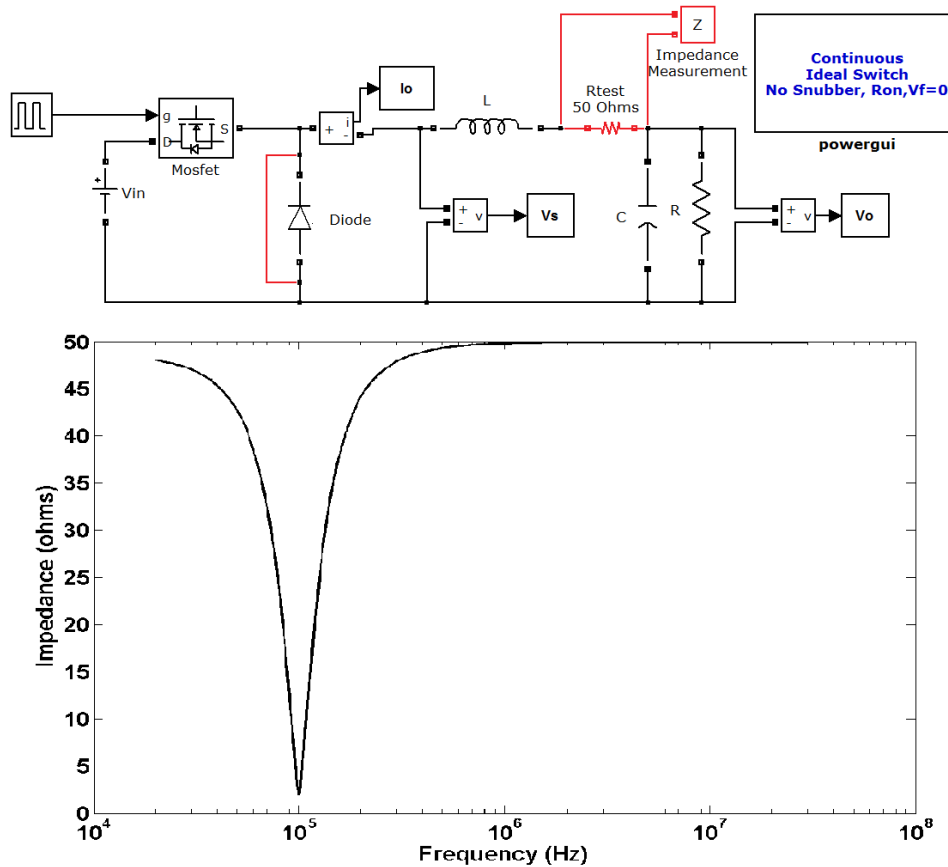 Z
Impedance
Measurement
Continuous
Ideal Switch
No Snubber, Ron,Vf=0
powergui
Rtest
50 Ohms
Io
L
g
D
S
Mosfet
i
+
-
+
Vin
Diode
+
-
v
Vs
C
R
+
-
v
Vo
50
45
40
35
30
25
20
15
10
5
0
Impedance (ohms)
10^4
10^5
10^6
10^7
10^8
Frequency (Hz)